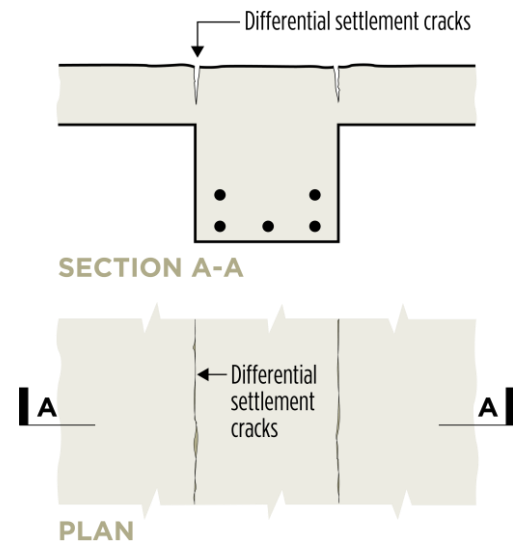 Differential settlement cracks
SECTION A-A
Differential
settlement
cracks
A
A
PLAN